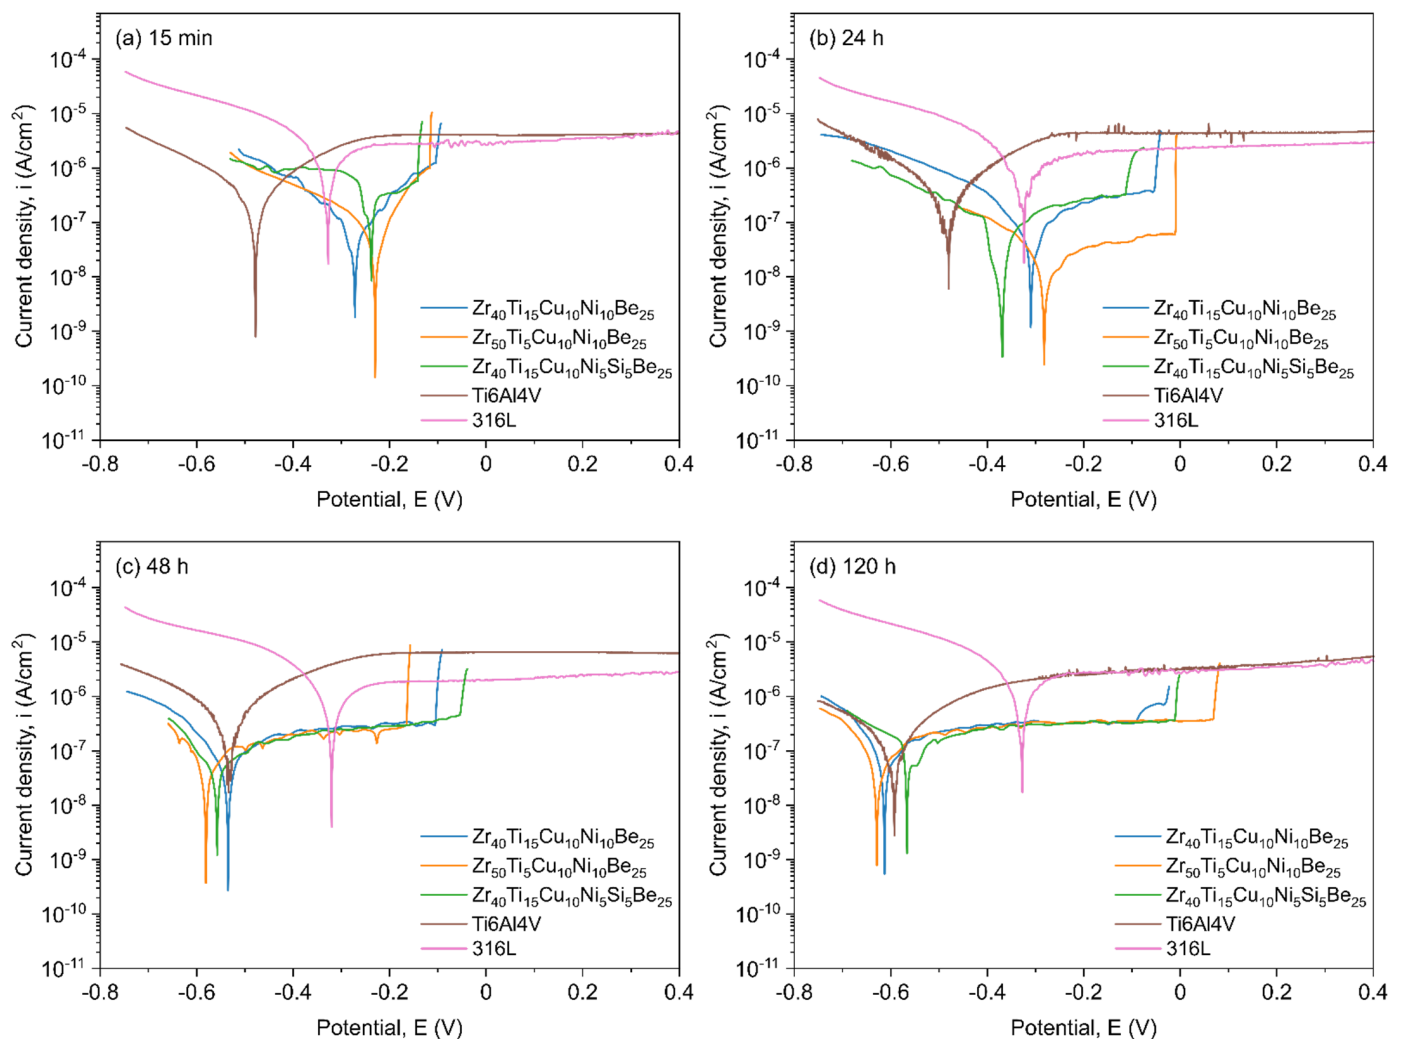 (a) 15 min
Current density, i (A/cm²)
10⁻⁴
10⁻⁵
10⁻⁶
10⁻⁷
10⁻⁸
10⁻⁹
10⁻¹⁰
10⁻¹¹
Zr₄₀Ti₁₅Cu₁₀Ni₁₀Be₂₅
Zr₅₀Ti₅Cu₁₀Ni₁₀Be₂₅
Zr₄₀Ti₁₅Cu₁₀Ni₅Si₅Be₂₅
Ti6Al4V
316L
-0.8 -0.6 -0.4 -0.2 0 0.2 0.4
Potential, E (V)
(b) 24 h
Current density, i (A/cm²)
10⁻⁴
10⁻⁵
10⁻⁶
10⁻⁷
10⁻⁸
10⁻⁹
10⁻¹⁰
10⁻¹¹
Zr₄₀Ti₁₅Cu₁₀Ni₁₀Be₂₅
Zr₅₀Ti₅Cu₁₀Ni₁₀Be₂₅
Zr₄₀Ti₁₅Cu₁₀Ni₅Si₅Be₂₅
Ti6Al4V
316L
-0.8 -0.6 -0.4 -0.2 0 0.2 0.4
Potential, E (V)
(c) 48 h
Current density, i (A/cm²)
10⁻⁴
10⁻⁵
10⁻⁶
10⁻⁷
10⁻⁸
10⁻⁹
10⁻¹⁰
10⁻¹¹
Zr₄₀Ti₁₅Cu₁₀Ni₁₀Be₂₅
Zr₅₀Ti₅Cu₁₀Ni₁₀Be₂₅
Zr₄₀Ti₁₅Cu₁₀Ni₅Si₅Be₂₅
Ti6Al4V
316L
-0.8 -0.6 -0.4 -0.2 0 0.2 0.4
Potential, E (V)
(d) 120 h
Current density, i (A/cm²)
10⁻⁴
10⁻⁵
10⁻⁶
10⁻⁷
10⁻⁸
10⁻⁹
10⁻¹⁰
10⁻¹¹
Zr₄₀Ti₁₅Cu₁₀Ni₁₀Be₂₅
Zr₅₀Ti₅Cu₁₀Ni₁₀Be₂₅
Zr₄₀Ti₁₅Cu₁₀Ni₅Si₅Be₂₅
Ti6Al4V
316L
-0.8 -0.6 -0.4 -0.2 0 0.2 0.4
Potential, E (V)